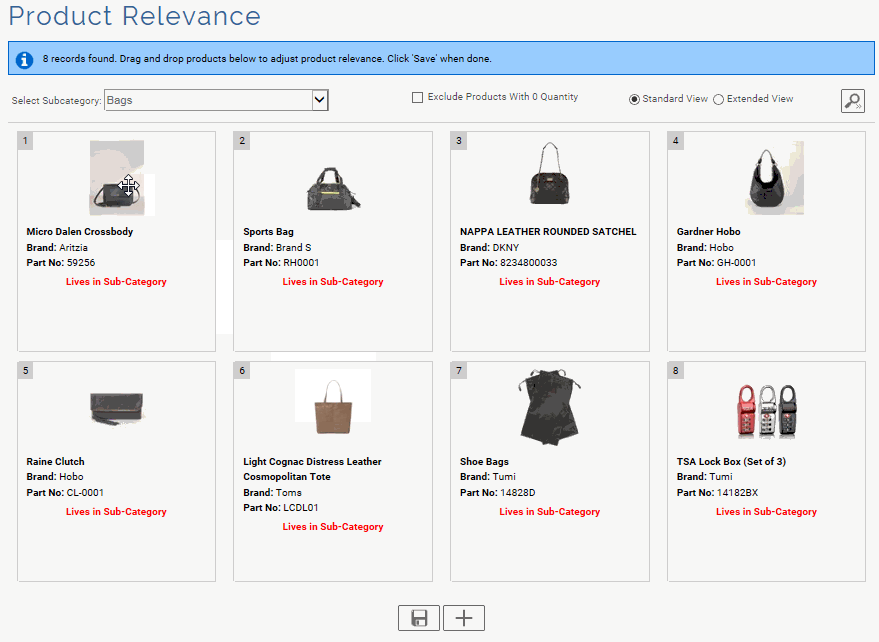 Product Relevance
8 records found. Drag and drop products below to adjust product relevance. Click 'Save' when done.
Select Subcategory: Bags
Exclude Products With 0 Quantity
Standard View
Extended View
1
Micro Dalen Crossbody
Brand: Aritzia
Part No: 59256
Lives in Sub-Category
2
Sports Bag
Brand: Brand S
Part No: RH0001
Lives in Sub-Category
3
NAPPA LEATHER ROUNDED SATCHEL
Brand: DKNY
Part No: 8234800033
Lives in Sub-Category
4
Gardner Hobo
Brand: Hobo
Part No: GH-0001
Lives in Sub-Category
5
Raine Clutch
Brand: Hobo
Part No: CL-0001
Lives in Sub-Category
6
Light Cognac Distress Leather
Cosmopolitan Tote
Brand: Toms
Part No: LCDL01
Lives in Sub-Category
7
Shoe Bags
Brand: Tumi
Part No: 14828D
Lives in Sub-Category
8
TSA Lock Box (Set of 3)
Brand: Tumi
Part No: 14182BX
Lives in Sub-Category